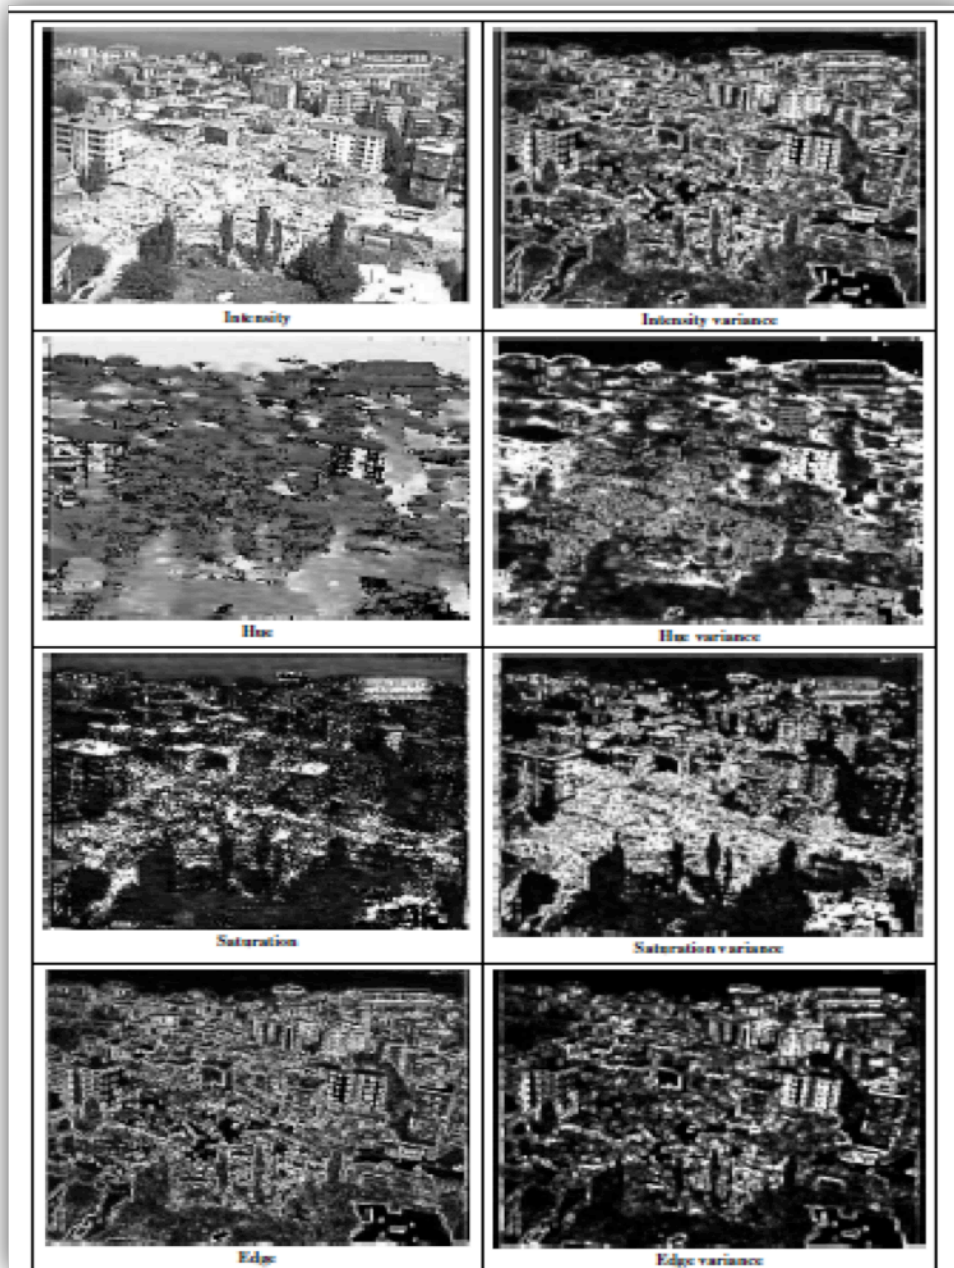 Intensity
Intensity variance
Hue
Hue variance
Saturation
Saturation variance
Edge
Edge variance